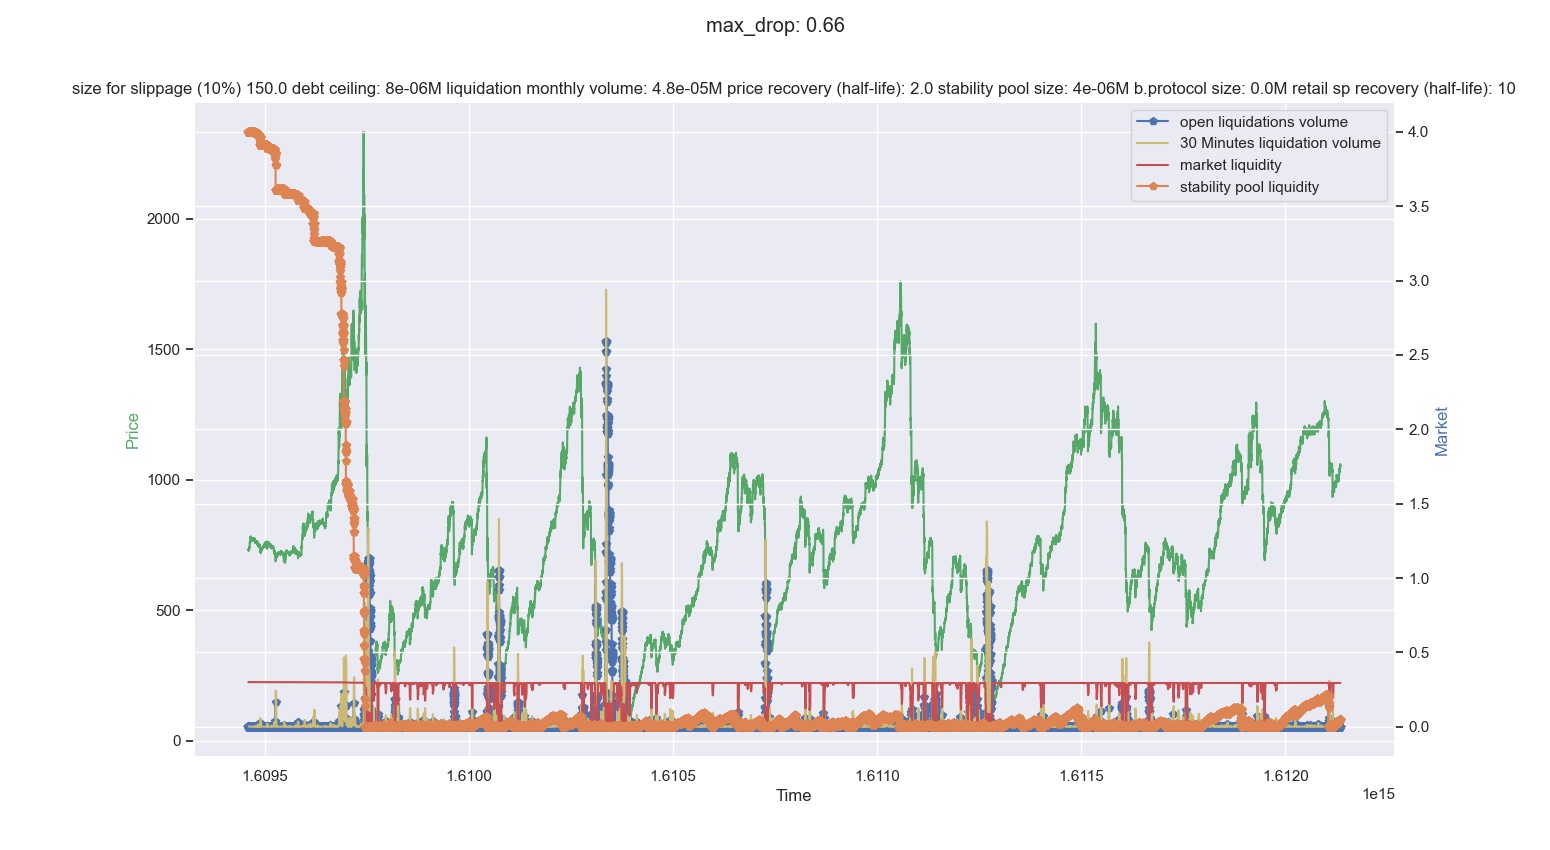 max_drop: 0.66
size for slippage (10%) 150.0 debt ceiling: 8e-06M liquidation monthly volume: 4.8e-05M price recovery (half-life): 2.0 stability pool size: 4e-06M b.protocol size: 0.0M retail sp recovery (half-life): 10
open liquidations volume
30 Minutes liquidation volume
market liquidity
stability pool liquidity
Price
2000
1500
1000
500
0
4.0
3.5
3.0
2.5
2.0
1.5
1.0
0.5
0.0
Market
1.6095 1.6100 1.6105 1.6110 1.6115 1.6120
1e15
Time